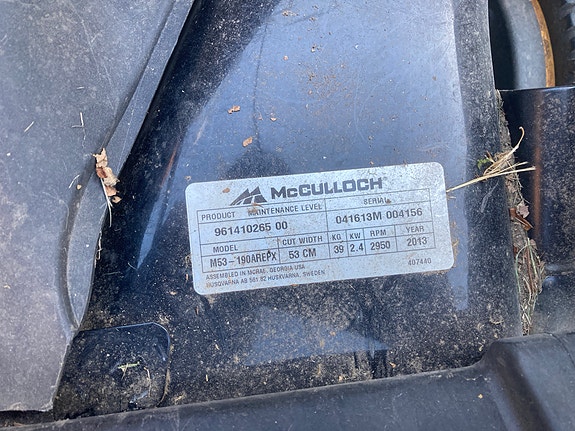 McCULLOCH
PRODUCT MAINTENANCE LEVEL SERIAL
961410265 00 041613M 004156
MODEL CUT WIDTH KG KW RPM YEAR
M53-190AREPX 53 CM 39 2.4 2950 2013
ASSEMBLED IN MCRAE, GEORGIA USA 407440
HUSQVARNA AB 561 82 HUSKVARNA, SWEDEN